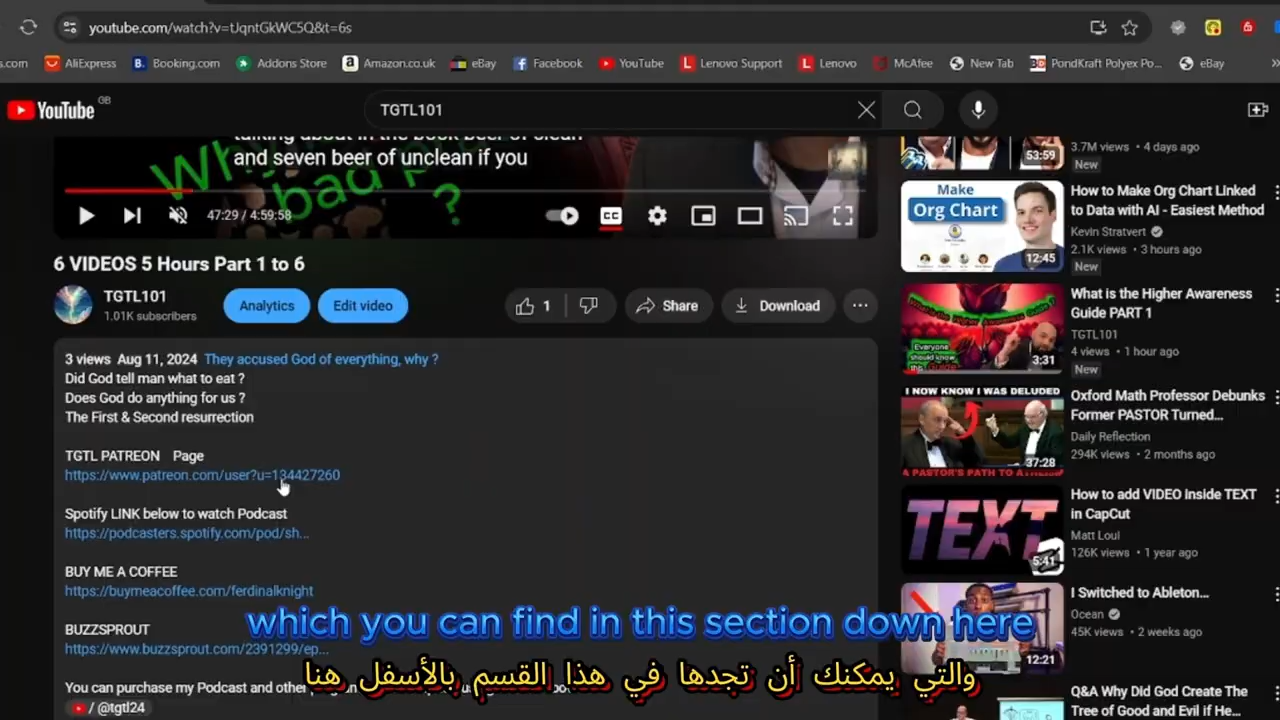 youtube.com/watch?v=tJqntGkWC5Q&t=6s
s.com AliExpress Booking.com Addons Store Amazon.co.uk eBay Facebook YouTube Lenovo Support Lenovo McAfee New Tab PondKraft Polyex Po... eBay
YouTube GB
TGTL101
and seven beer of unclean if you
Why
bad
?
47:29 / 4:59:58
CC
6 VIDEOS 5 Hours Part 1 to 6
TGTL101
1.01K subscribers
Analytics
Edit video
1
Share
Download
3 views Aug 11, 2024 They accused God of everything, why ?
Did God tell man what to eat ?
Does God do anything for us ?
The First & Second resurrection
TGTL PATREON Page
https://www.patreon.com/user?u=134427260
Spotify LINK below to watch Podcast
https://podcasters.spotify.com/pod/sh...
BUY ME A COFFEE
https://buymeacoffee.com/ferdinalknight
BUZZSPROUT
https://www.buzzsprout.com/2391299/ep...
You can purchase my Podcast and other
/ @tgtl24
which you can find in this section down here
والتي يمكنك أن تجدها في هذا القسم بالأسفل هنا
53:59
3.7M views • 4 days ago
New
Make
Org Chart
12:45
How to Make Org Chart Linked
to Data with AI - Easiest Method
Kevin Stratvert
2.1K views • 3 hours ago
New
Everyone
should know
this Guide
3:31
What is the Higher Awareness
Guide PART 1
TGTL101
4 views • 1 hour ago
New
I NOW KNOW I WAS DELUDED
37:28
A PASTOR'S PATH TO ATHEISM
Oxford Math Professor Debunks
Former PASTOR Turned...
Daily Reflection
294K views • 2 months ago
TEXT
5:41
How to add VIDEO inside TEXT
in CapCut
Matt Loui
126K views • 1 year ago
12:21
I Switched to Ableton...
Ocean
45K views • 2 weeks ago
Q&A Why Did God Create The
Tree of Good and Evil if He...